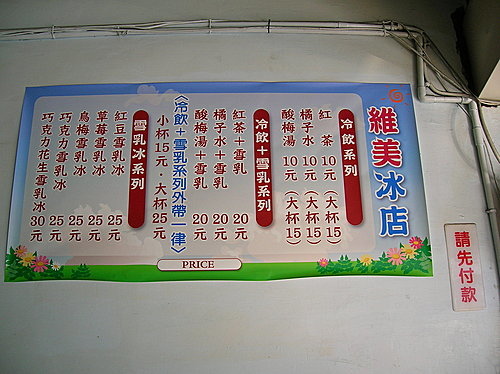 維美冰店
冷飲系列
紅茶 10元 (大杯15)
橘子水 10元 (大杯15)
酸梅湯 10元 (大杯15)
冷飲+雪乳系列
紅茶+雪乳 20元
橘子水+雪乳 20元
酸梅湯+雪乳 20元
〈冷飲+雪乳系列外帶一律〉
小杯15元・大杯25元
雪乳冰系列
紅豆雪乳冰 25元
草莓雪乳冰 25元
烏梅雪乳冰 25元
巧克力雪乳冰 25元
巧克力花生雪乳冰 30元
PRICE
請先付款